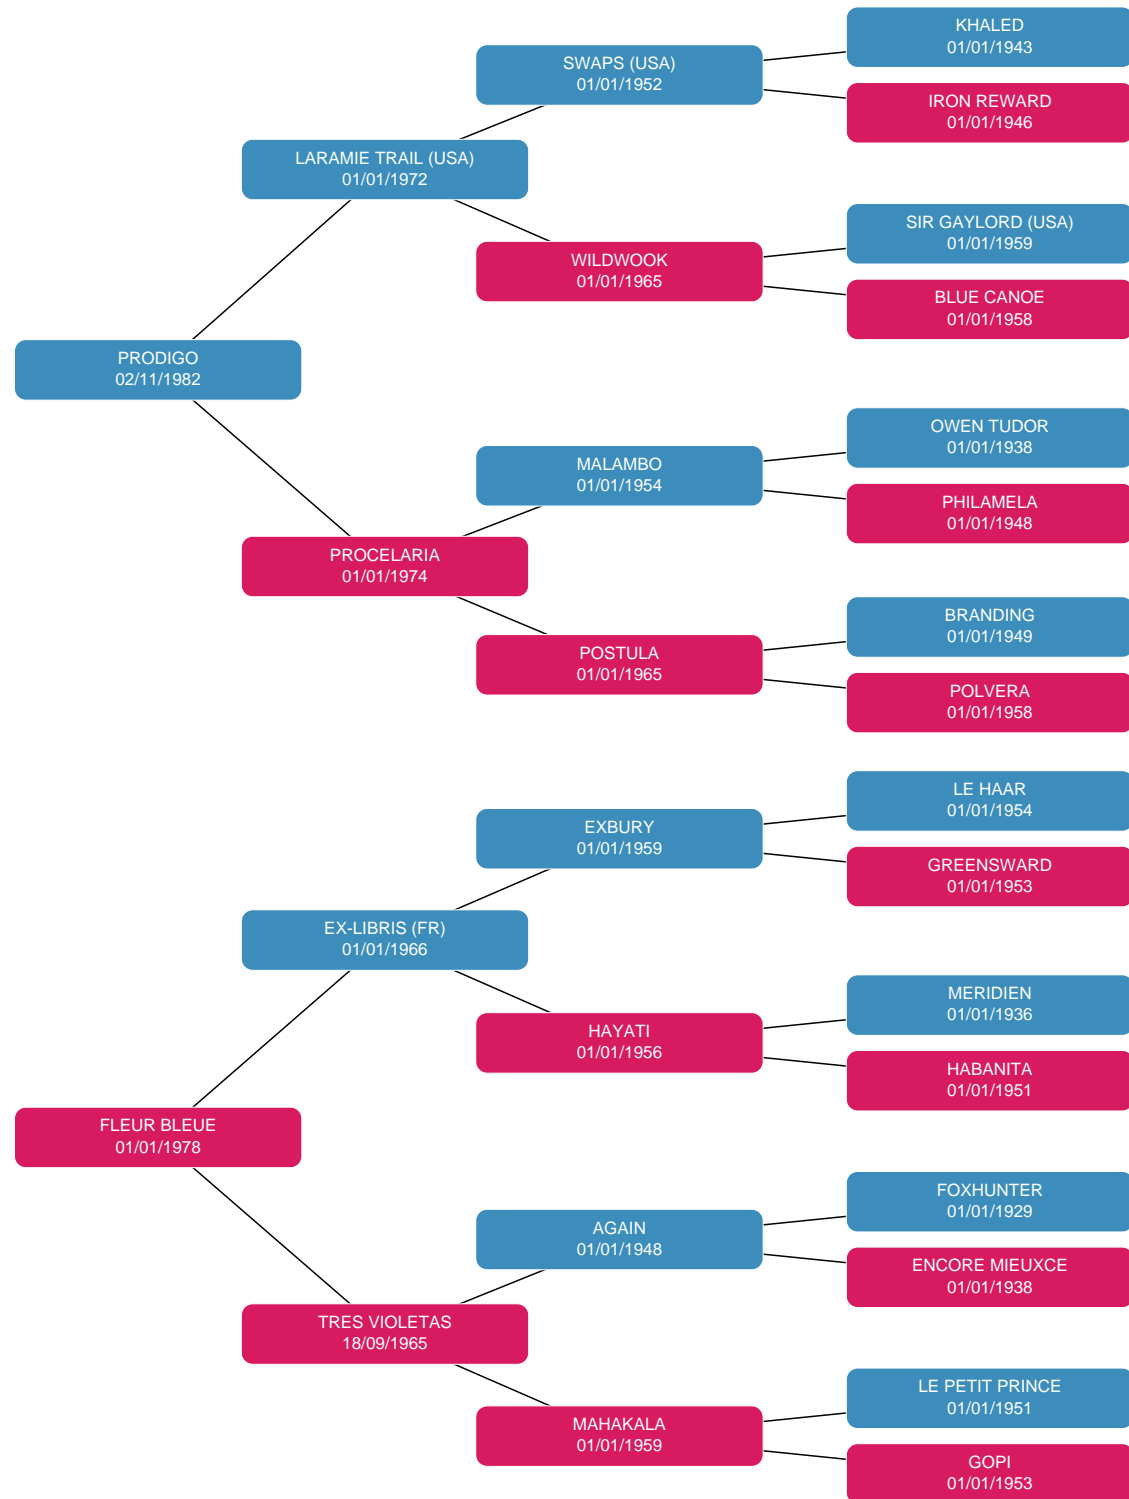 KHALED
01/01/1943
SWAPS (USA)
01/01/1952
IRON REWARD
01/01/1946
LARAMIE TRAIL (USA)
01/01/1972
SIR GAYLORD (USA)
01/01/1959
WILDWOOK
01/01/1965
BLUE CANOE
01/01/1958
PRODIGO
02/11/1982
OWEN TUDOR
01/01/1938
MALAMBO
01/01/1954
PHILAMELA
01/01/1948
PROCELARIA
01/01/1974
BRANDING
01/01/1949
POSTULA
01/01/1965
POLVERA
01/01/1958
LE HAAR
01/01/1954
EXBURY
01/01/1959
GREENSWARD
01/01/1953
EX-LIBRIS (FR)
01/01/1966
MERIDIEN
01/01/1936
HAYATI
01/01/1956
HABANITA
01/01/1951
FLEUR BLEUE
01/01/1978
FOXHUNTER
01/01/1929
AGAIN
01/01/1948
ENCORE MIEUXCE
01/01/1938
TRES VIOLETAS
18/09/1965
LE PETIT PRINCE
01/01/1951
MAHAKALA
01/01/1959
GOPI
01/01/1953